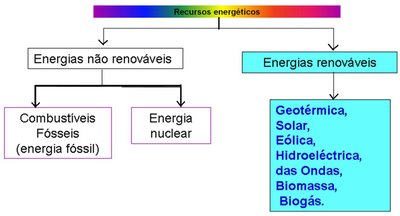 Recursos energéticos
Energias não renováveis
Energias renováveis
Combustíveis
Fósseis
(energia fóssil)
Energia
nuclear
Geotérmica,
Solar,
Eólica,
Hidroeléctrica,
das Ondas,
Biomassa,
Biogás.